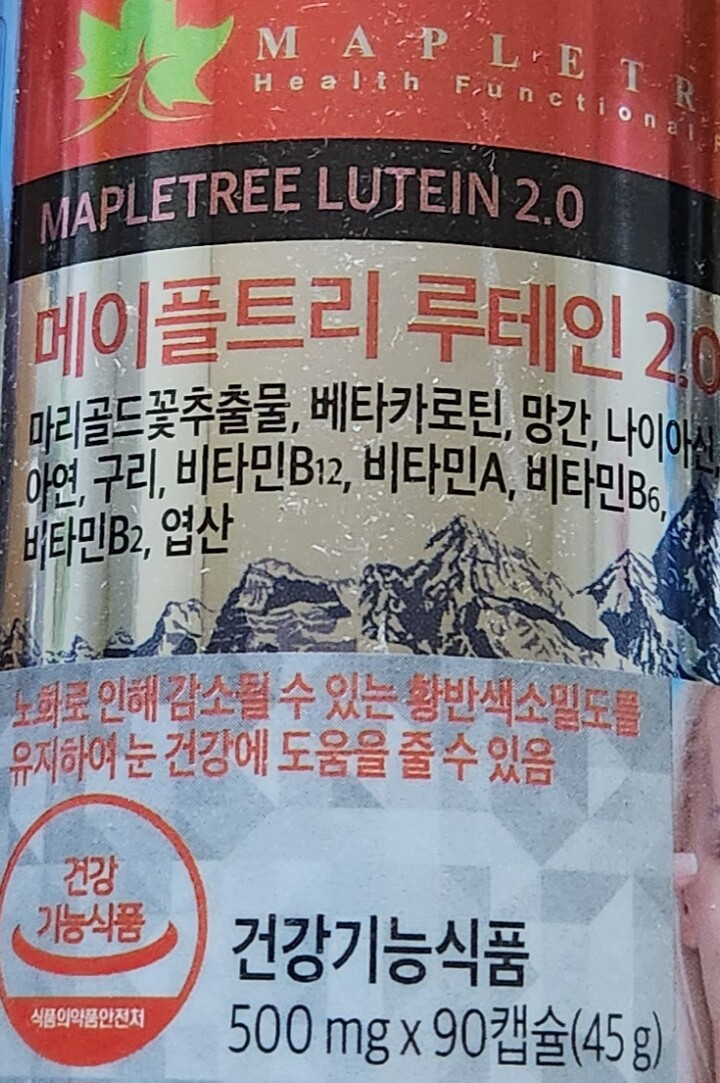 MAPLETR
Health Functional
MAPLETREE LUTEIN 2.0
메이플트리 루테인 2.0
마리골드꽃추출물, 베타카로틴, 망간, 나이아신,
아연, 구리, 비타민B12, 비타민A, 비타민B6,
비타민B2, 엽산
노화로 인해 감소될 수 있는 황반색소밀도를
유지하여 눈 건강에 도움을 줄 수 있음
건강
기능식품
식품의약품안전처
건강기능식품
500 mg x 90캡슐(45 g)